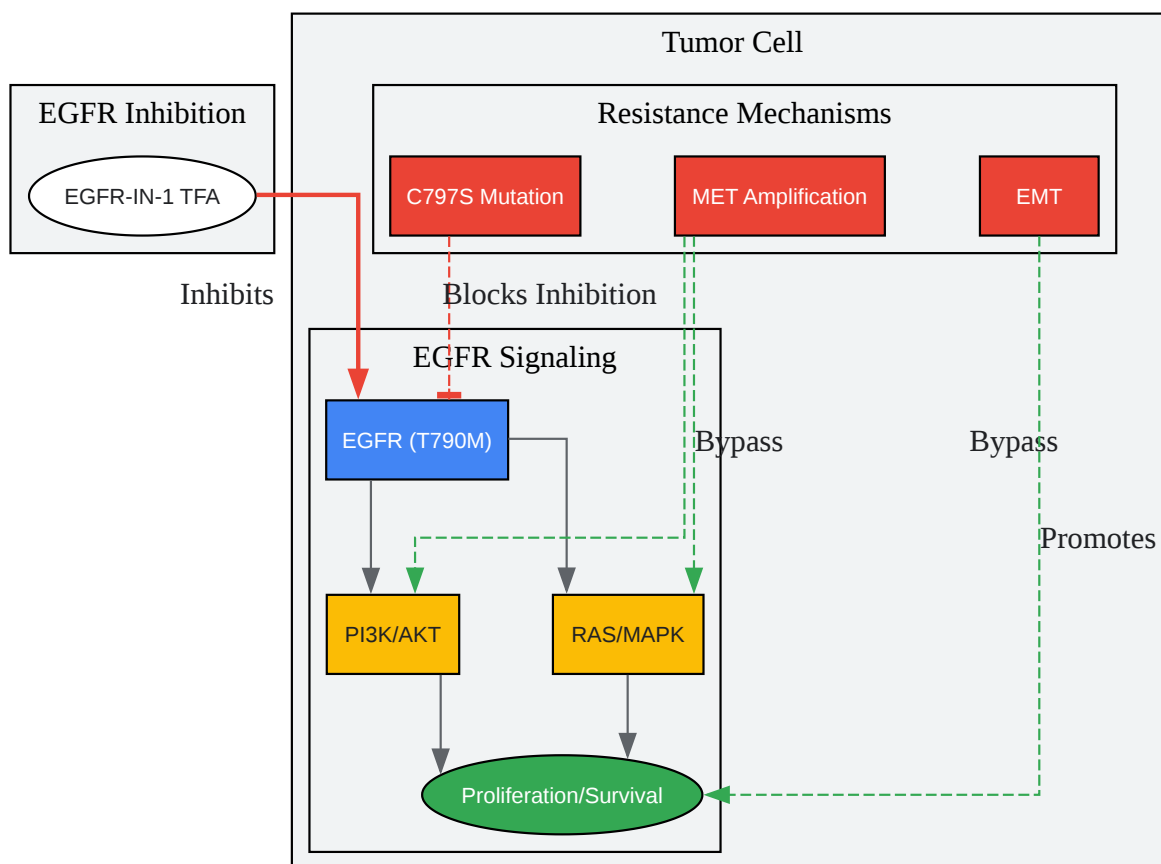 Tumor Cell
EGFR Inhibition
Resistance Mechanisms
EGFR-IN-1 TFA
C797S Mutation
MET Amplification
EMT
Inhibits
Blocks Inhibition
EGFR Signaling
EGFR (T790M)
Bypass
Bypass
Promotes
PI3K/AKT
RAS/MAPK
Proliferation/Survival